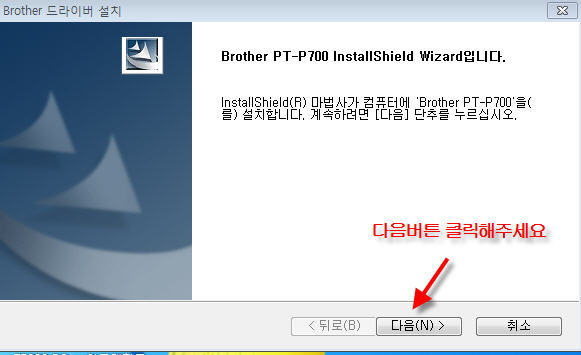 Brother 드라이버 설치
Brother PT-P700 InstallShield Wizard입니다.
InstallShield(R) 마법사가 컴퓨터에 'Brother PT-P700'을(
를) 설치합니다. 계속하려면 [다음] 단추를 누르십시오.
다음버튼 클릭해주세요
< 뒤로(B) 다음(N) > 취소